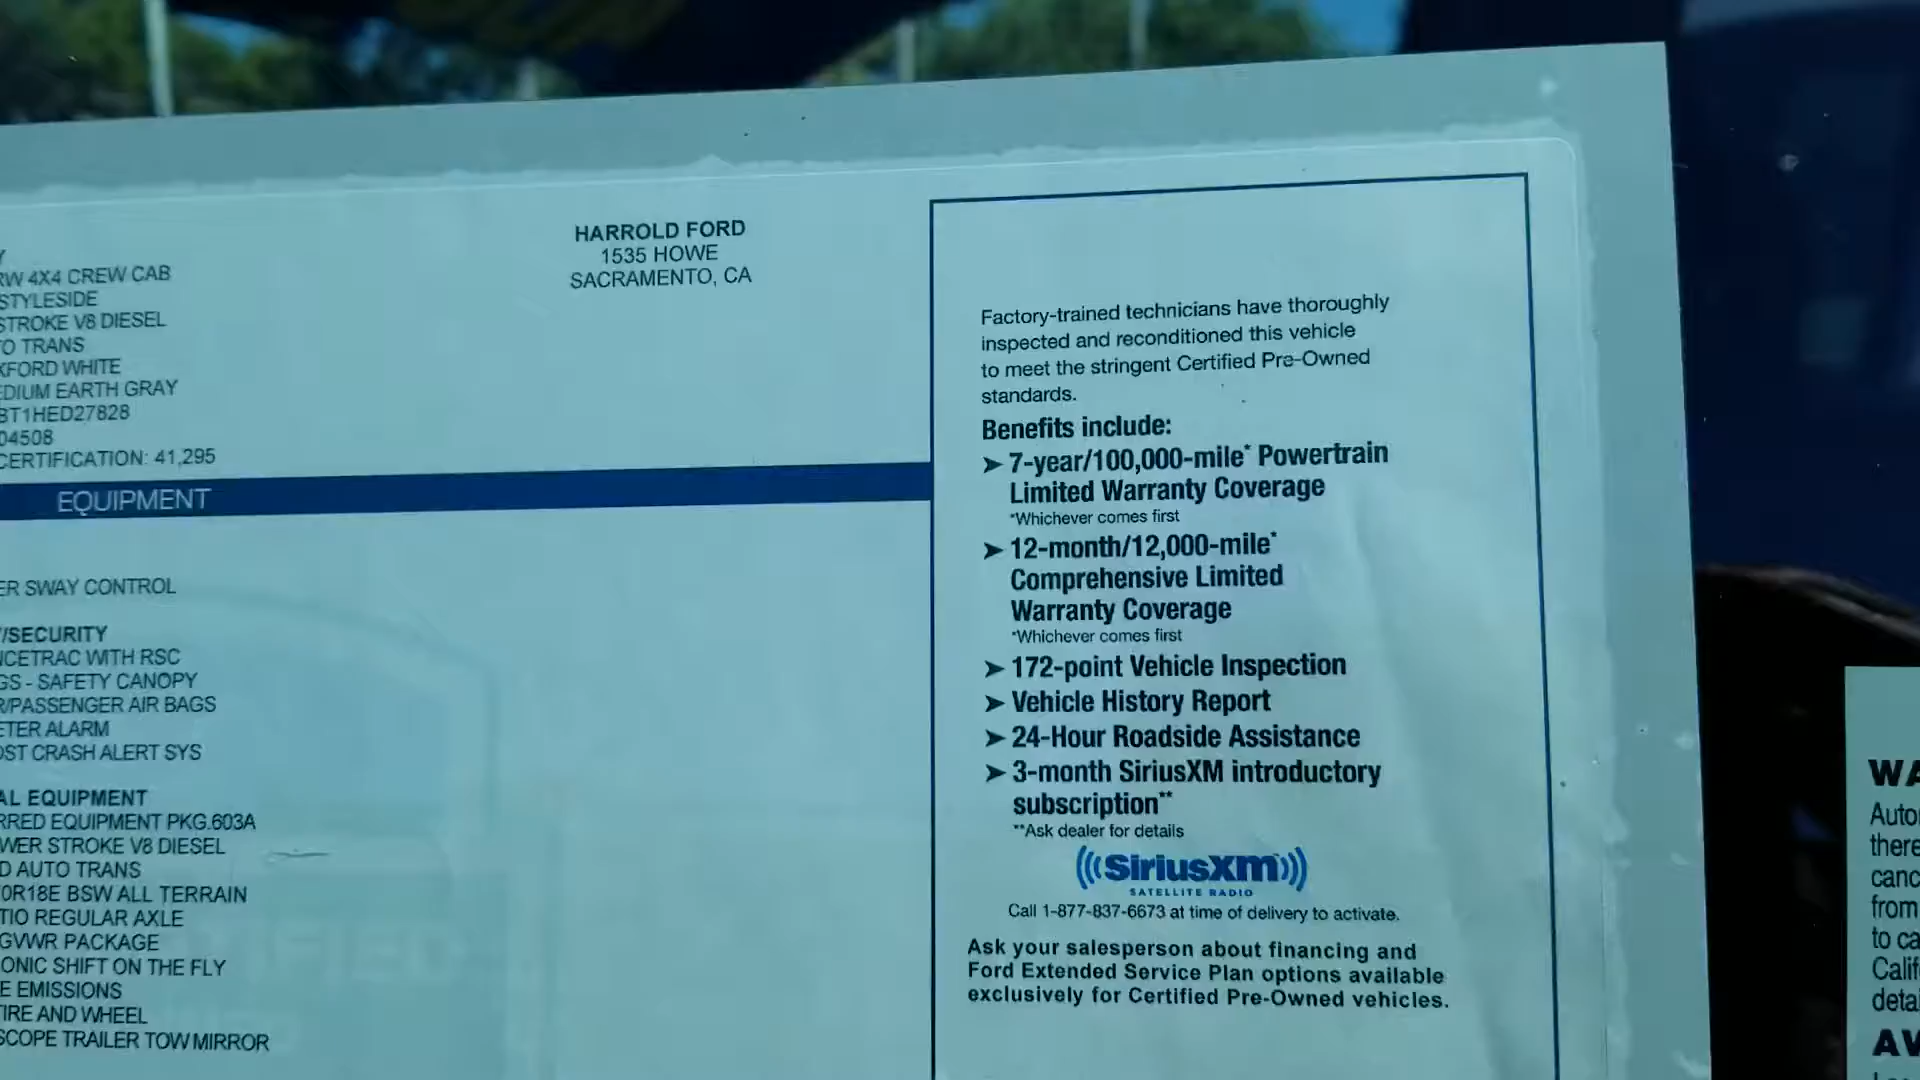 HARROLD FORD
1535 HOWE
SACRAMENTO, CA
RW 4X4 CREW CAB
STYLESIDE
STROKE V8 DIESEL
TO TRANS
XFORD WHITE
EDIUM EARTH GRAY
BT1HED27828
04508
CERTIFICATION: 41,295
EQUIPMENT
ER SWAY CONTROL
Y/SECURITY
NCETRAC WITH RSC
GS - SAFETY CANOPY
R/PASSENGER AIR BAGS
ETER ALARM
OST CRASH ALERT SYS
AL EQUIPMENT
RRED EQUIPMENT PKG.603A
WER STROKE V8 DIESEL
D AUTO TRANS
0R18E BSW ALL TERRAIN
TIO REGULAR AXLE
GVWR PACKAGE
ONIC SHIFT ON THE FLY
E EMISSIONS
TIRE AND WHEEL
SCOPE TRAILER TOW MIRROR
Factory-trained technicians have thoroughly
inspected and reconditioned this vehicle
to meet the stringent Certified Pre-Owned
standards.
Benefits include:
➤ 7-year/100,000-mile* Powertrain
Limited Warranty Coverage
*Whichever comes first
➤ 12-month/12,000-mile*
Comprehensive Limited
Warranty Coverage
*Whichever comes first
➤ 172-point Vehicle Inspection
➤ Vehicle History Report
➤ 24-Hour Roadside Assistance
➤ 3-month SiriusXM introductory
subscription**
**Ask dealer for details
((SiriusXM))
SATELLITE RADIO
Call 1-877-837-6673 at time of delivery to activate.
Ask your salesperson about financing and
Ford Extended Service Plan options available
exclusively for Certified Pre-Owned vehicles.
WA
Autor
there
canc
from
to ca
Calif
detai
AV